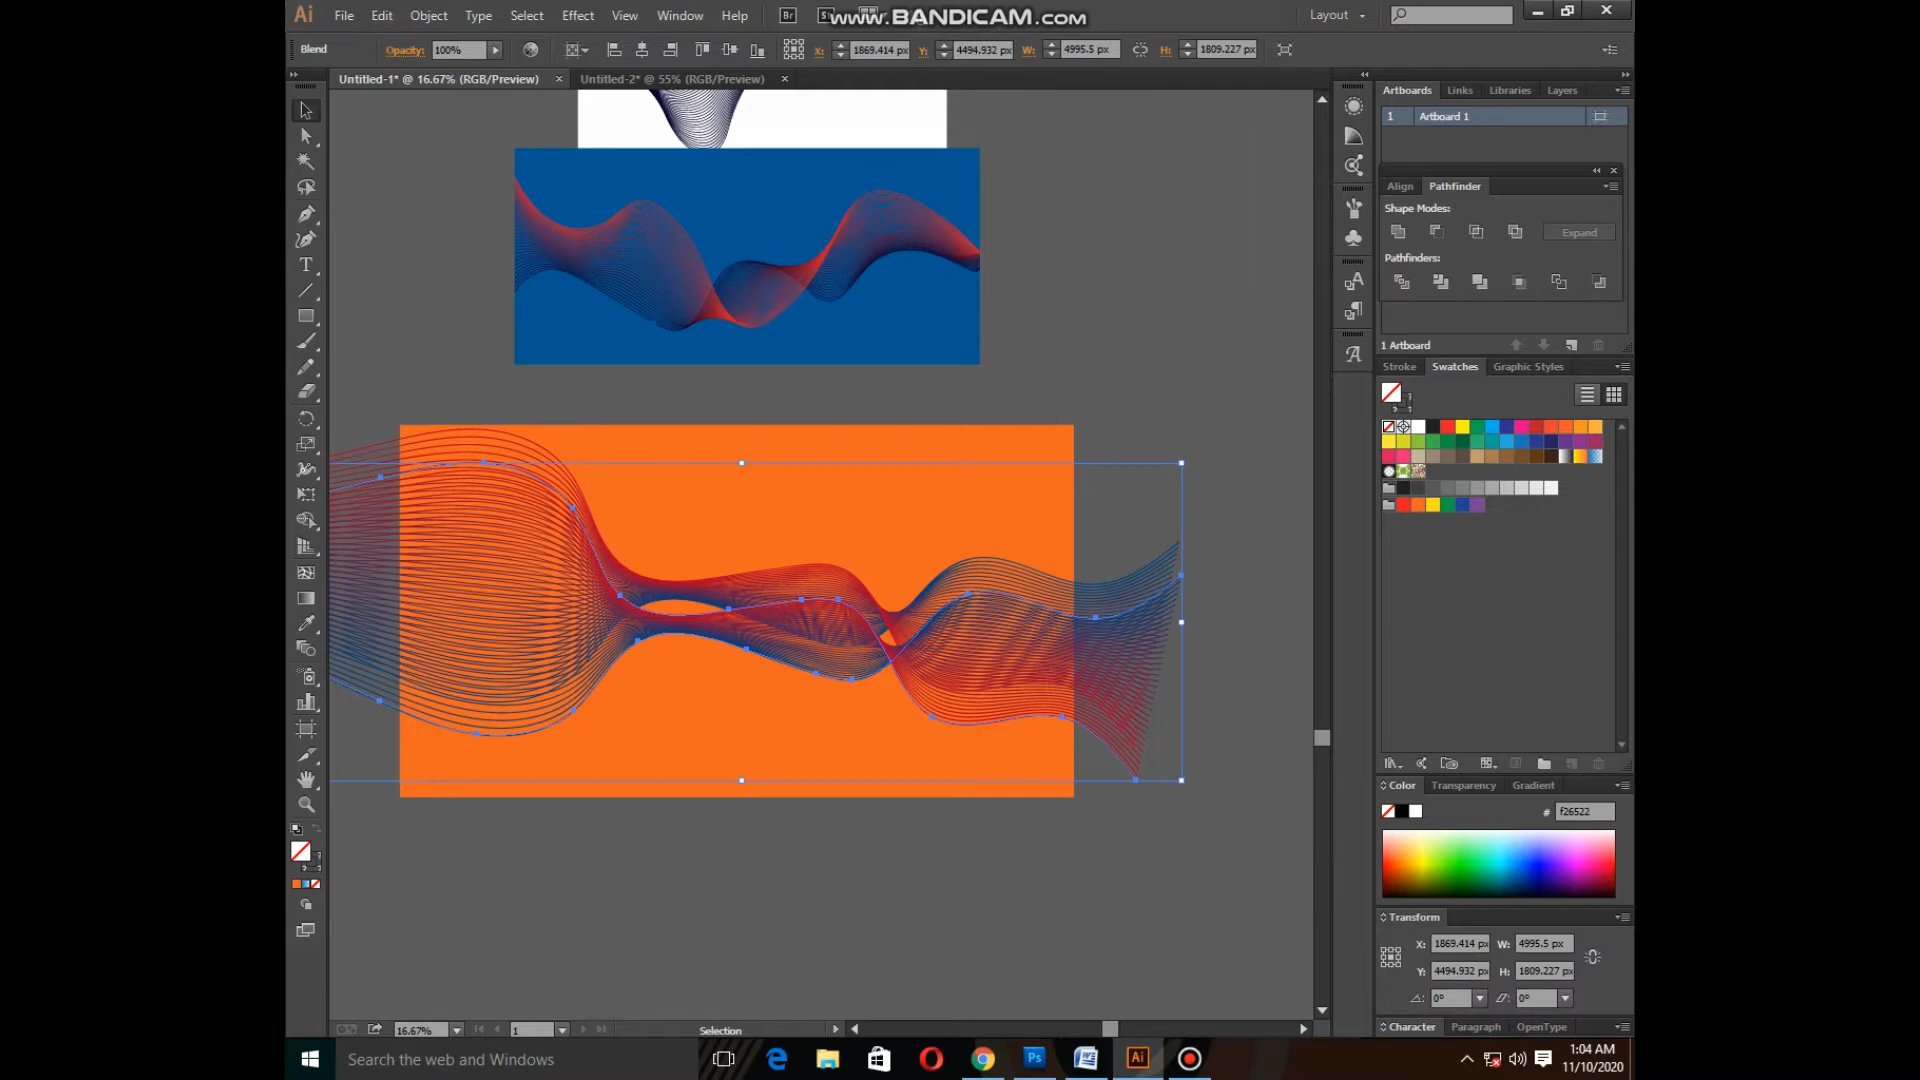 Ai File Edit Object Type Select Effect View Window Help Br St www.BANDICAM.com Layout
Blend Opacity: 100% X: 1869.414 px Y: 4494.932 px W: 4995.5 px H: 1809.227 px
Untitled-1* @ 16.67% (RGB/Preview) × Untitled-2* @ 55% (RGB/Preview) ×
Artboards Links Libraries Layers
1 Artboard 1
Align Pathfinder
Shape Modes:
Expand
Pathfinders:
1 Artboard
Stroke Swatches Graphic Styles
Color Transparency Gradient
# f26522
Transform
X: 1869.414 px W: 4995.5 px
Y: 4494.932 px H: 1809.227 px
0° 0°
Character Paragraph OpenType
16.67% 1 Selection
Search the web and Windows
Ps
Ai
1:04 AM
11/10/2020